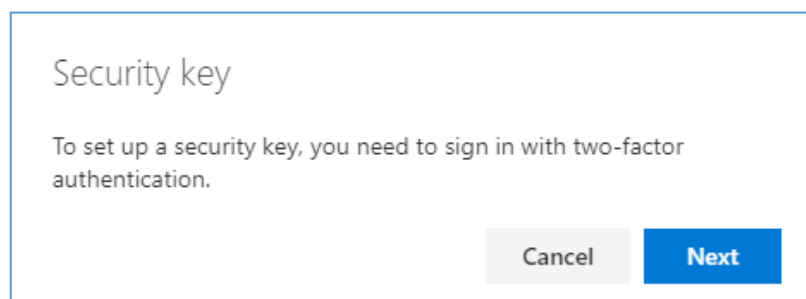 Security key
To set up a security key, you need to sign in with two-factor
authentication.
Cancel
Next